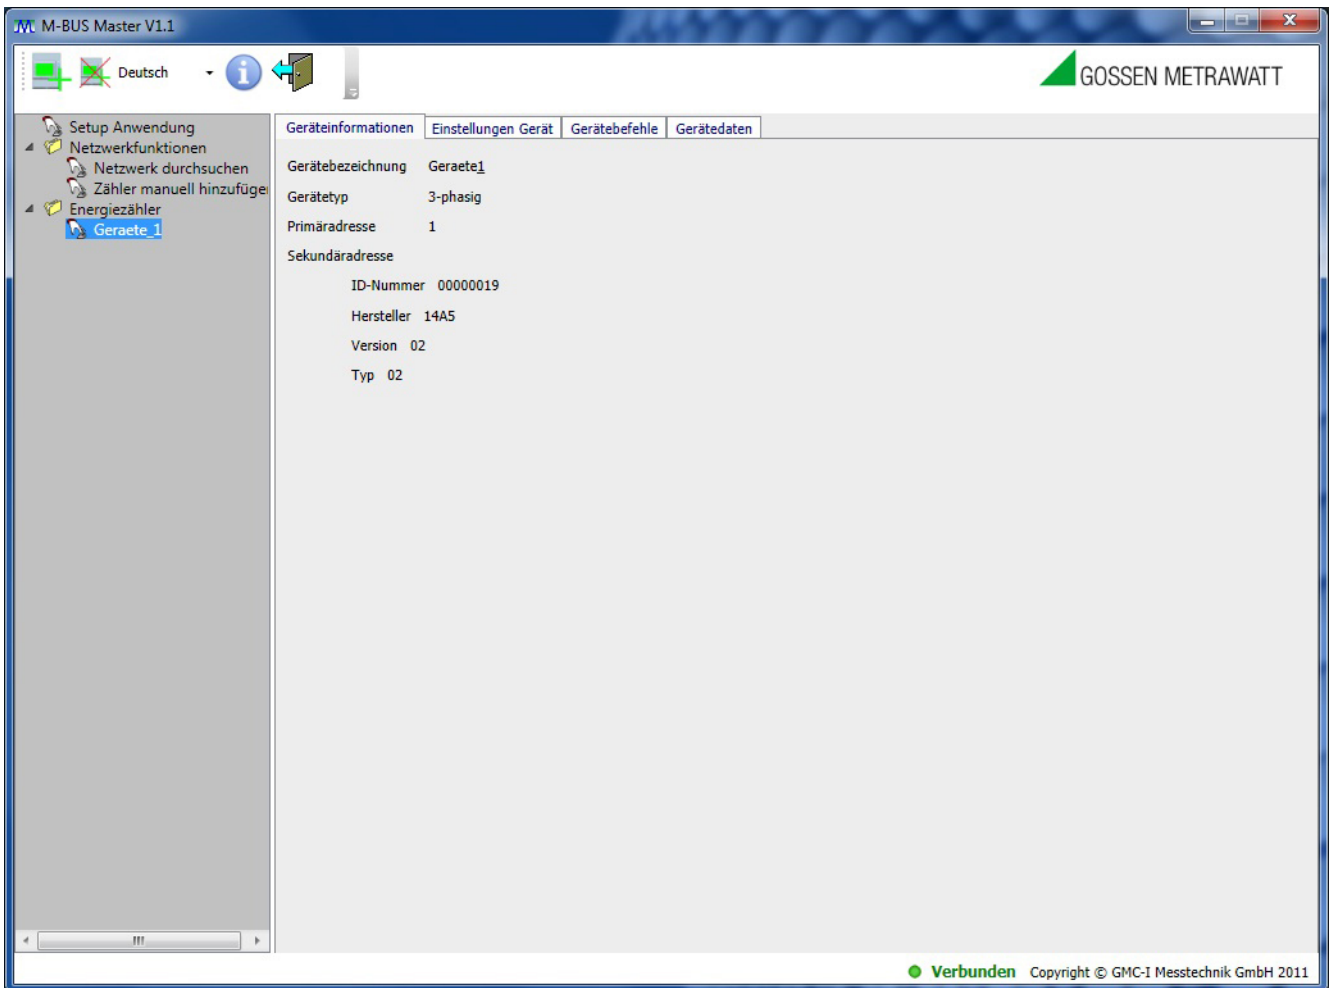 M-BUS Master V1.1
Deutsch
GOSSEN METRAWATT
Setup Anwendung
Netzwerkfunktionen
Netzwerk durchsuchen
Zähler manuell hinzufüge
Energiezähler
Geraete_1
Geräteinformationen Einstellungen Gerät Gerätebefehle Gerätedaten
Gerätebezeichnung Geraete1
Gerätetyp 3-phasig
Primäradresse 1
Sekundäradresse
ID-Nummer 00000019
Hersteller 14A5
Version 02
Typ 02
Verbunden Copyright © GMC-I Messtechnik GmbH 2011